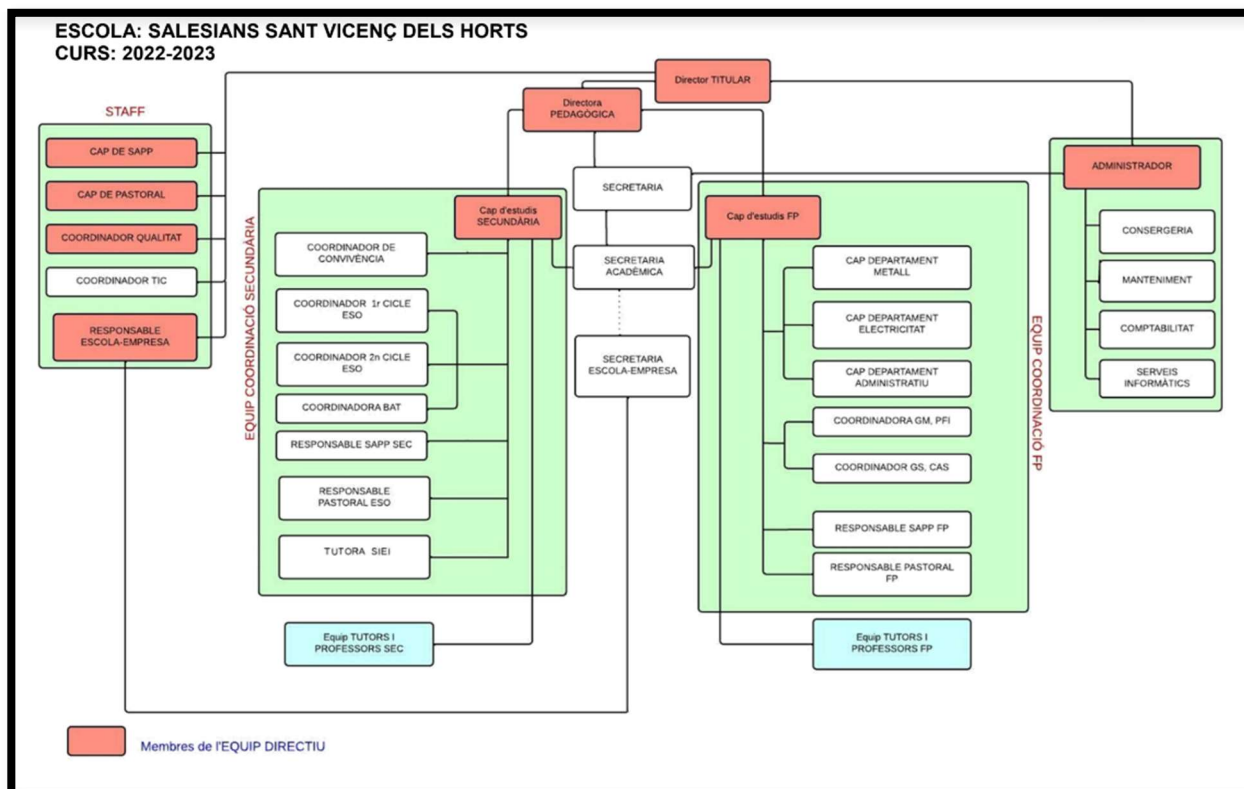 ESCOLA: SALESIANS SANT VICENÇ DELS HORTS
CURS: 2022-2023
Director TITULAR
Directora
PEDAGÒGICA
STAFF
CAP DE SAPP
CAP DE PASTORAL
COORDINADOR QUALITAT
COORDINADOR TIC
RESPONSABLE
ESCOLA-EMPRESA
EQUIP COORDINACIÓ SECUNDÀRIA
Cap d'estudis
SECUNDÀRIA
COORDINADOR DE
CONVIVÈNCIA
COORDINADOR 1r CICLE
ESO
COORDINADOR 2n CICLE
ESO
COORDINADORA BAT
RESPONSABLE SAPP SEC
RESPONSABLE
PASTORAL ESO
TUTORA SIEI
Equip TUTORS I
PROFESSORS SEC
SECRETARIA
SECRETARIA
ACADÈMICA
SECRETARIA
ESCOLA-EMPRESA
Cap d'estudis FP
CAP DEPARTAMENT
METALL
CAP DEPARTAMENT
ELECTRICITAT
CAP DEPARTAMENT
ADMINISTRATIU
COORDINADORA GM, PFI
COORDINADOR GS, CAS
RESPONSABLE SAPP FP
RESPONSABLE PASTORAL
FP
EQUIP COORDINACIÓ FP
Equip TUTORS I
PROFESSORS FP
ADMINISTRADOR
CONSERGERIA
MANTENIMENT
COMPTABILITAT
SERVEIS
INFORMÀTICS
Membres de l'EQUIP DIRECTIU